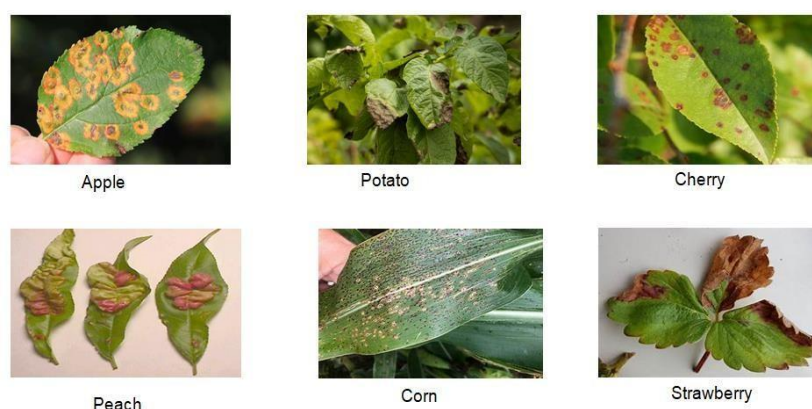 Apple
Potato
Cherry
Peach
Corn
Strawberry